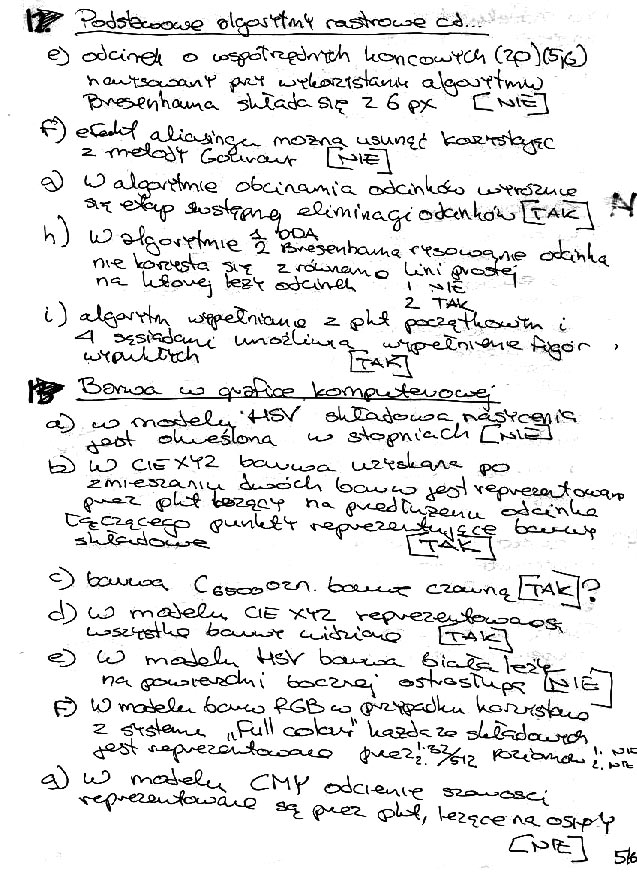 12 Podstawowe algorytmy rastrowe cd...
e) odcinek o współrzędnych końcowych (2,0) (5,6)
narysowany przy wykorzystaniu algorytmu
Bresenhama składa się z 6 px [NIE]
f) efekt aliasingu można usunąć korzystając
z metody Gouraut [NIE]
g) W algorytmie obcinania odcinków wyróżnia
się etap wstępnej eliminacji odcinków [TAK] N
h) W algorytmie 1 DDA
2 Bresenhama rysowanie odcinka
nie korzysta się z równania lini prostej
na której leży odcinek 1 NIE
2 TAK
i) algorytm wypełniania z pkt początkowym i
4 sąsiadami umożliwia wypełnienie figur
wypukłych [TAK]
13 Barwa w grafice komputerowej
a) w modelu HSV składowa nasycenia
jest określona w stopniach [NIE]
b) W CIE XYZ barwa uzyskana po
zmieszaniu dwóch barw jest reprezentowana
przez pkt leżący na przedłużeniu odcinka
łączącego punkty reprezentujące barwy
składowe [TAK]
c) barwa C6500 ozn. barwę czarną [TAK]?
d) W modelu CIE XYZ reprezentowane są
wszystkie barwy widziane [TAK]
e) W modelu HSV barwa biała leży
na powierzchni bocznej ostrosłupa [NIE]
f) W modelu barw RGB w przypadku korzystania
z systemu "Full colour" każda ze składowych
jest reprezentowana przez 1. 32/2. 512 poziomów 1. NIE
2. NIE
g) W modelu CMY odcienie szarości
reprezentowane są przez pkt, leżące na osi y
[NIE]
5/6